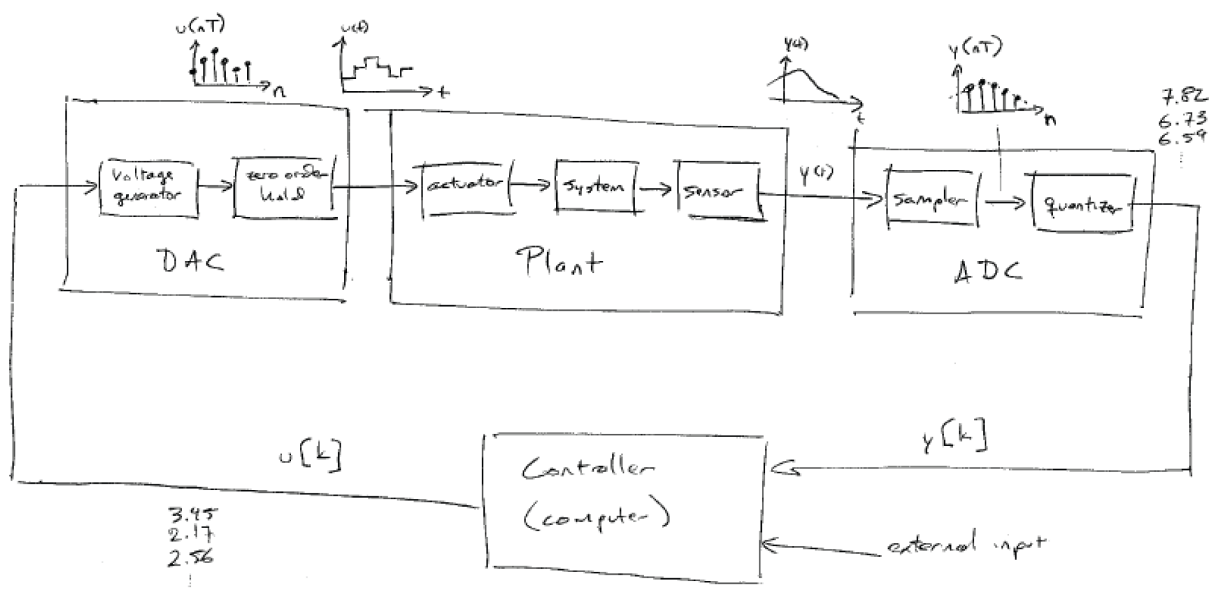 u(nT)
n
u(t)
t
y(t)
t
y(nT)
n
7.82
6.73
6.59
voltage
generator
zero order
hold
DAC
actuator
system
sensor
Plant
y(t)
sampler
quantizer
ADC
u[k]
3.45
2.17
2.56
Controller
(computer)
y[k]
external input